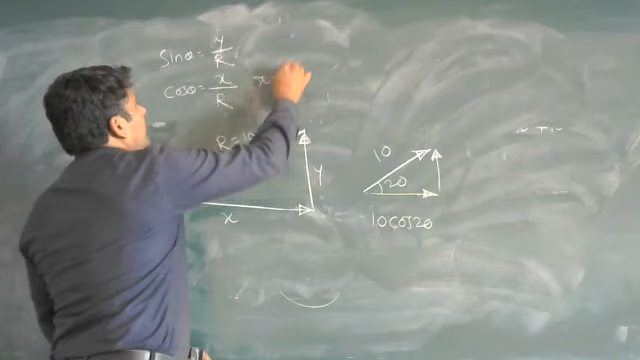 Sinθ = y/R
Cosθ = x/R
x
R = 10
y
x
10
20
10cos20